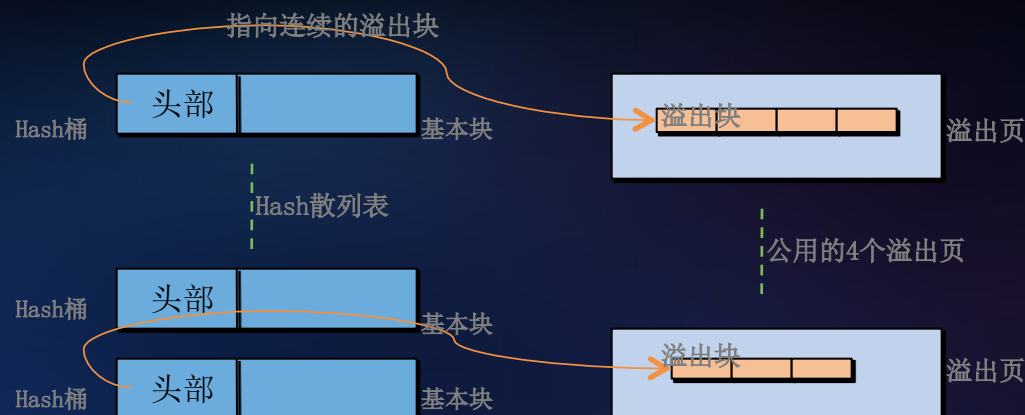 指向连续的溢出块
头部
溢出块
Hash桶
基本块
溢出页
Hash散列表
公用的4个溢出页
头部
Hash桶
基本块
溢出块
溢出页
头部
Hash桶
基本块